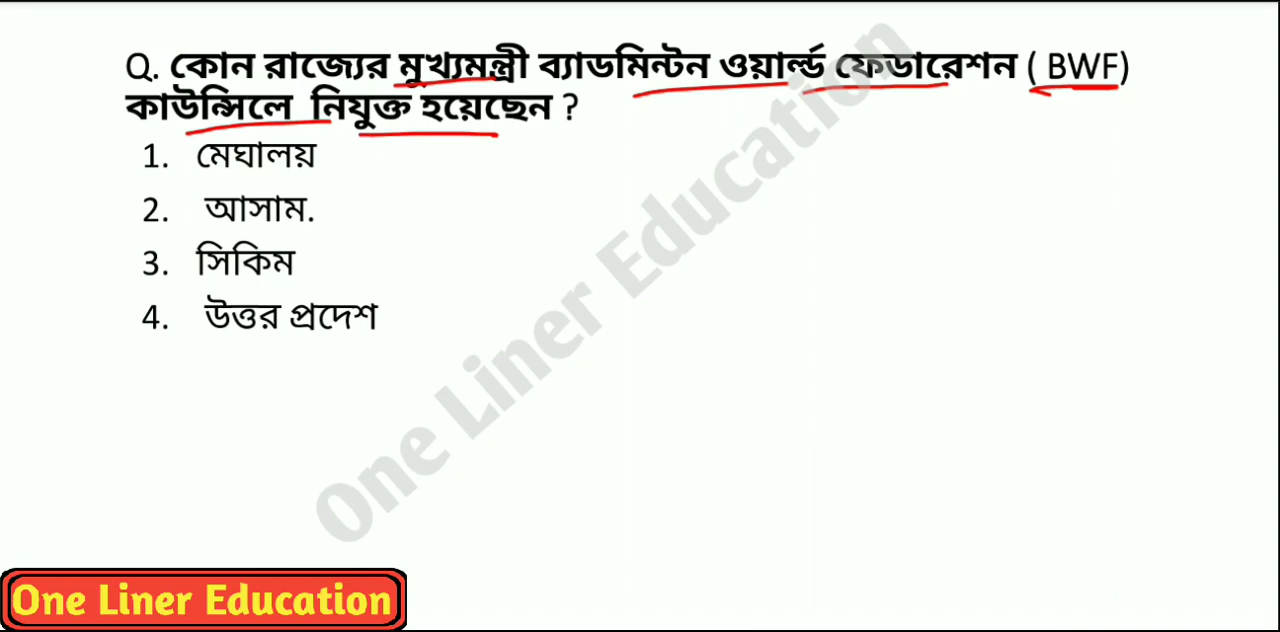 Q. কোন রাজ্যের মুখ্যমন্ত্রী ব্যাডমিন্টন ওয়ার্ল্ড ফেডারেশন ( BWF)
কাউন্সিলে নিযুক্ত হয়েছেন ?
1. মেঘালয়
2. আসাম.
3. সিকিম
4. উত্তর প্রদেশ
One Liner Education
One Liner Education